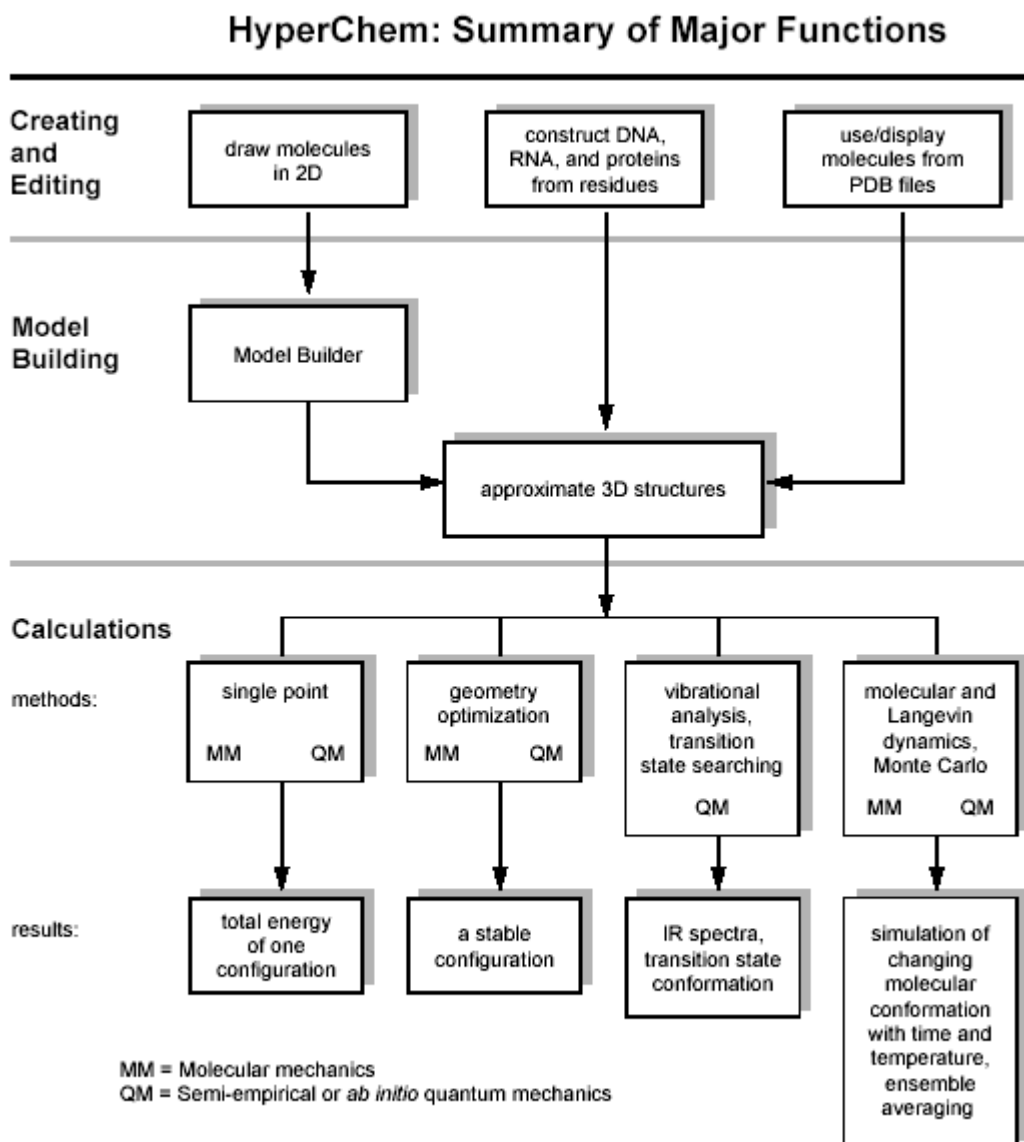 HyperChem: Summary of Major Functions
Creating
and
Editing
draw molecules
in 2D
construct DNA,
RNA, and proteins
from residues
use/display
molecules from
PDB files
Model
Building
Model Builder
approximate 3D structures
Calculations
methods:
single point
MM QM
geometry
optimization
MM QM
vibrational
analysis,
transition
state searching
QM
molecular and
Langevin
dynamics,
Monte Carlo
MM QM
results:
total energy
of one
configuration
a stable
configuration
IR spectra,
transition state
conformation
simulation of
changing
molecular
conformation
with time and
temperature,
ensemble
averaging
MM = Molecular mechanics
QM = Semi-empirical or ab initio quantum mechanics